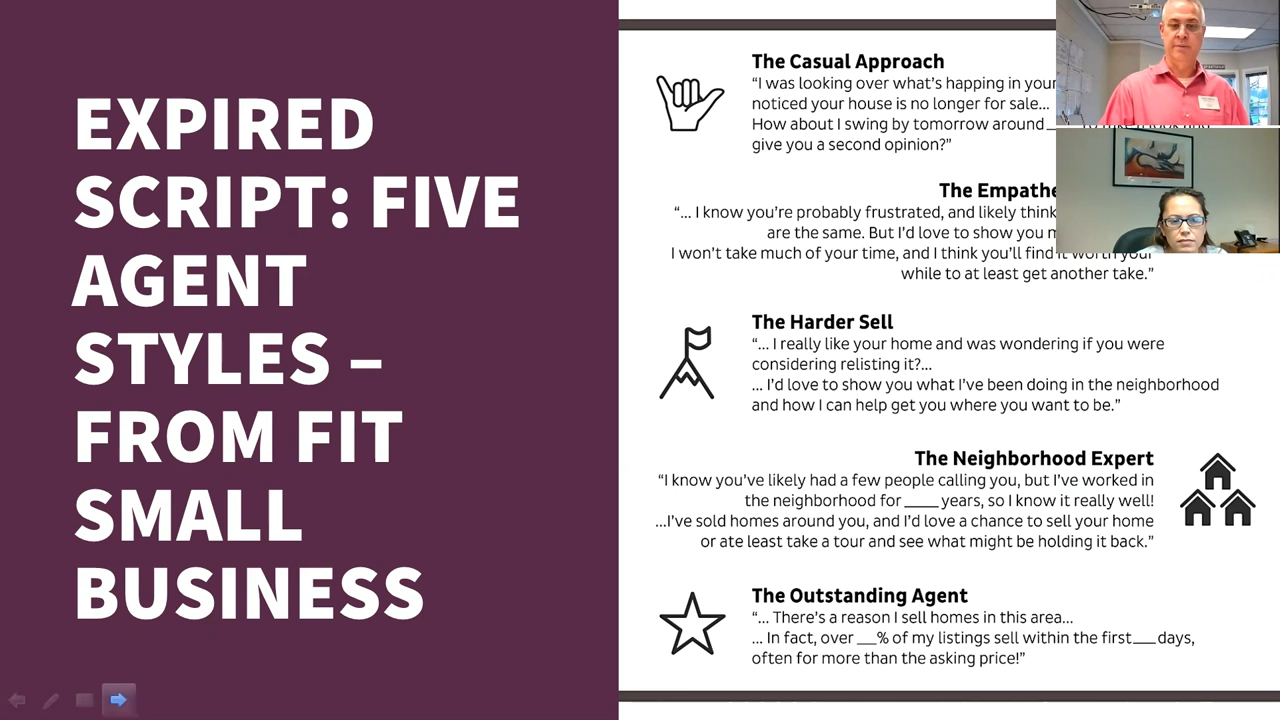 EXPIRED
SCRIPT: FIVE
AGENT
STYLES –
FROM FIT
SMALL
BUSINESS
The Casual Approach
“I was looking over what’s happing in your
noticed your house is no longer for sale...
How about I swing by tomorrow around
give you a second opinion?”
The
“... I know you’re probably frustrated, and likely think
are the same. But I’d love to show you
I won’t take much of your time, and I think you’ll find it worth your
while to at least get another take.”
The Harder Sell
“... I really like your home and was wondering if you were
considering relisting it?...
... I’d love to show you what I’ve been doing in the neighborhood
and how I can help get you where you want to be.”
The Neighborhood Expert
“I know you’ve likely had a few people calling you, but I’ve worked in
the neighborhood for ____ years, so I know it really well!
...I’ve sold homes around you, and I’d love a chance to sell your home
or ate least take a tour and see what might be holding it back.”
The Outstanding Agent
“... There’s a reason I sell homes in this area...
... In fact, over __% of my listings sell within the first___days,
often for more than the asking price!”